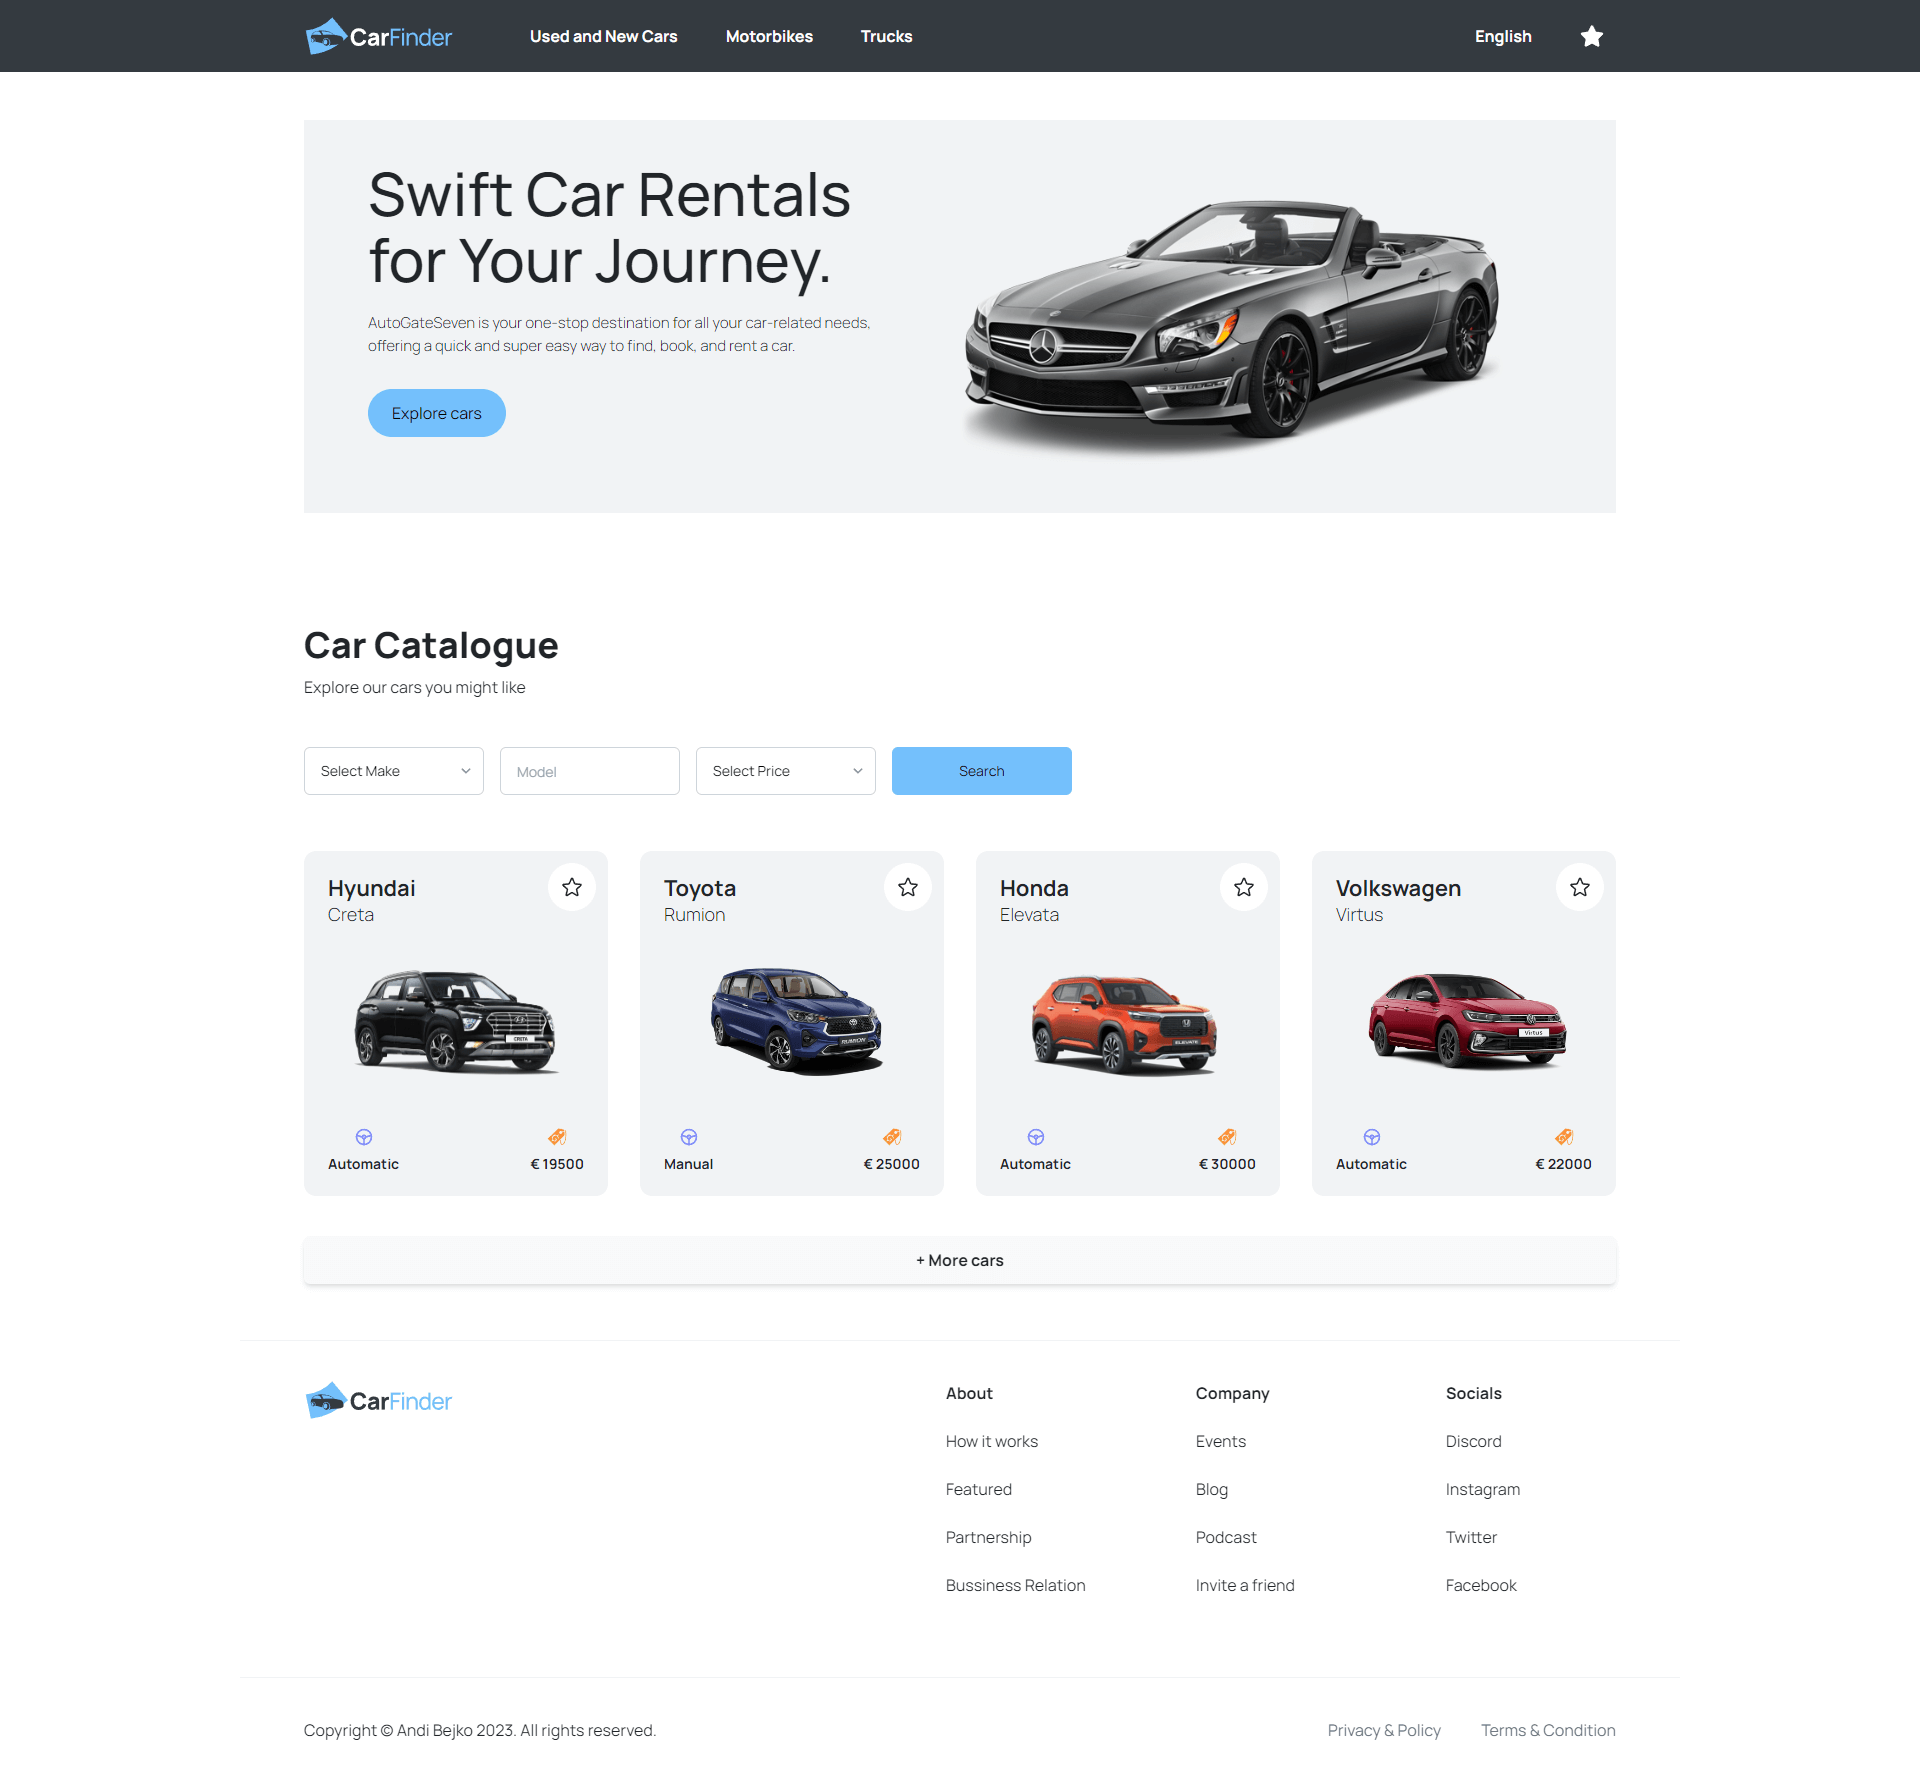 CarFinder
Used and New Cars
Motorbikes
Trucks
English
Swift Car Rentals
for Your Journey.
AutoGateSeven is your one-stop destination for all your car-related needs,
offering a quick and super easy way to find, book, and rent a car.
Explore cars
Car Catalogue
Explore our cars you might like
Select Make
Model
Select Price
Search
Hyundai
Creta
CRETA
Automatic
€ 19500
Toyota
Rumion
RUMION
Manual
€ 25000
Honda
Elevata
ELEVATE
Automatic
€ 30000
Volkswagen
Virtus
Virtus
Automatic
€ 22000
+ More cars
CarFinder
About
How it works
Featured
Partnership
Bussiness Relation
Company
Events
Blog
Podcast
Invite a friend
Socials
Discord
Instagram
Twitter
Facebook
Copyright © Andi Bejko 2023. All rights reserved.
Privacy & Policy
Terms & Condition